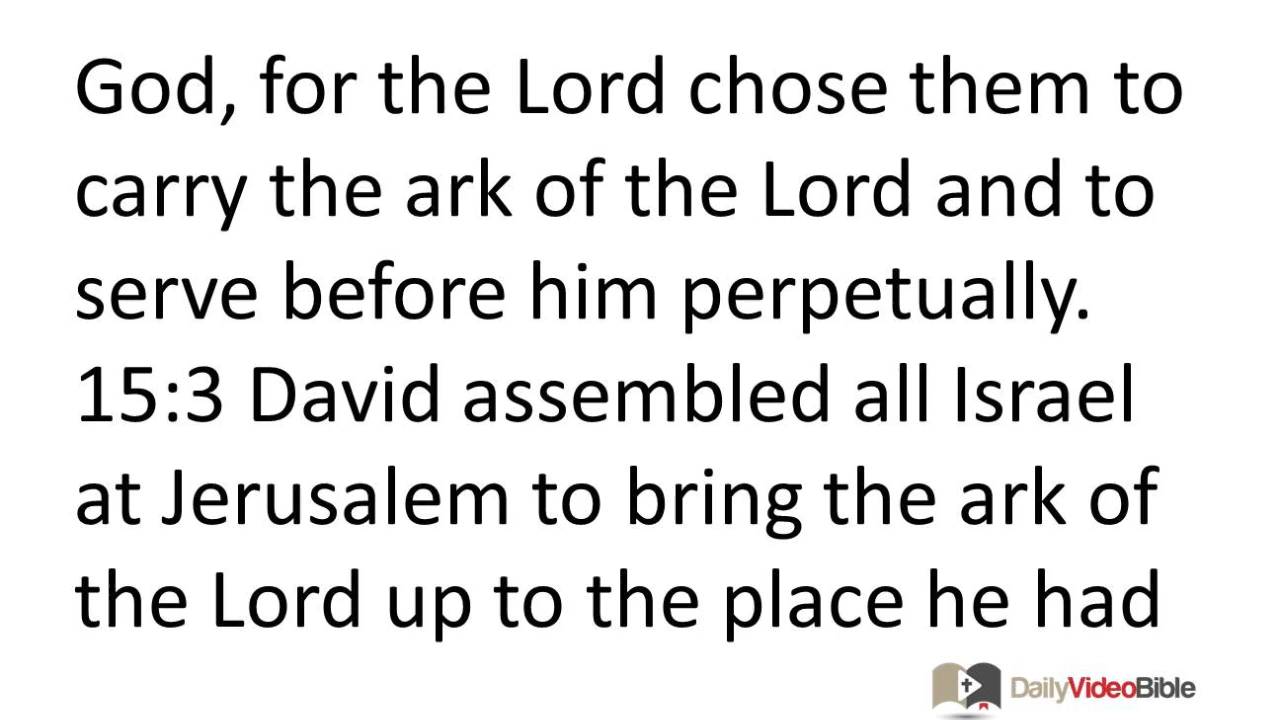 God, for the Lord chose them to
carry the ark of the Lord and to
serve before him perpetually.
15:3 David assembled all Israel
at Jerusalem to bring the ark of
the Lord up to the place he had
DailyVideoBible